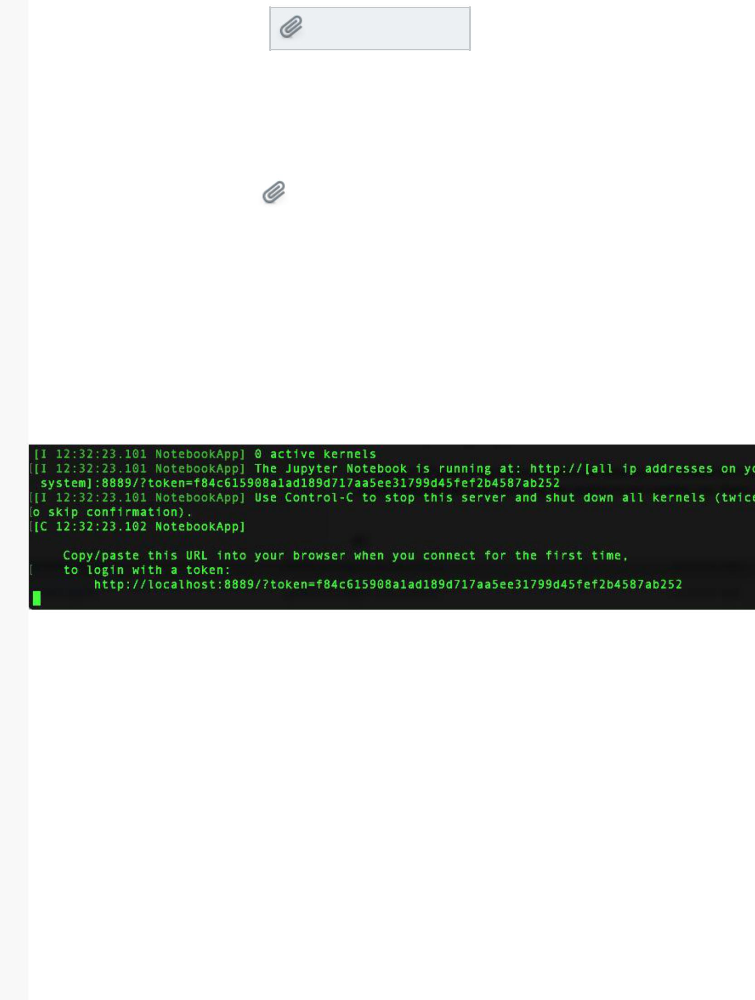 [I 12:32:23.101 NotebookApp] 0 active kernels
[[I 12:32:23.101 NotebookApp] The Jupyter Notebook is running at: http://[all ip addresses on yo
system]:8889/?token=f84c615908a1ad189d717aa5ee31799d45fef2b4587ab252
[[I 12:32:23.101 NotebookApp] Use Control-C to stop this server and shut down all kernels (twice
[o skip confirmation).
[[C 12:32:23.102 NotebookApp]
Copy/paste this URL into your browser when you connect for the first time,
[ to login with a token:
http://localhost:8889/?token=f84c615908a1ad189d717aa5ee31799d45fef2b4587ab252